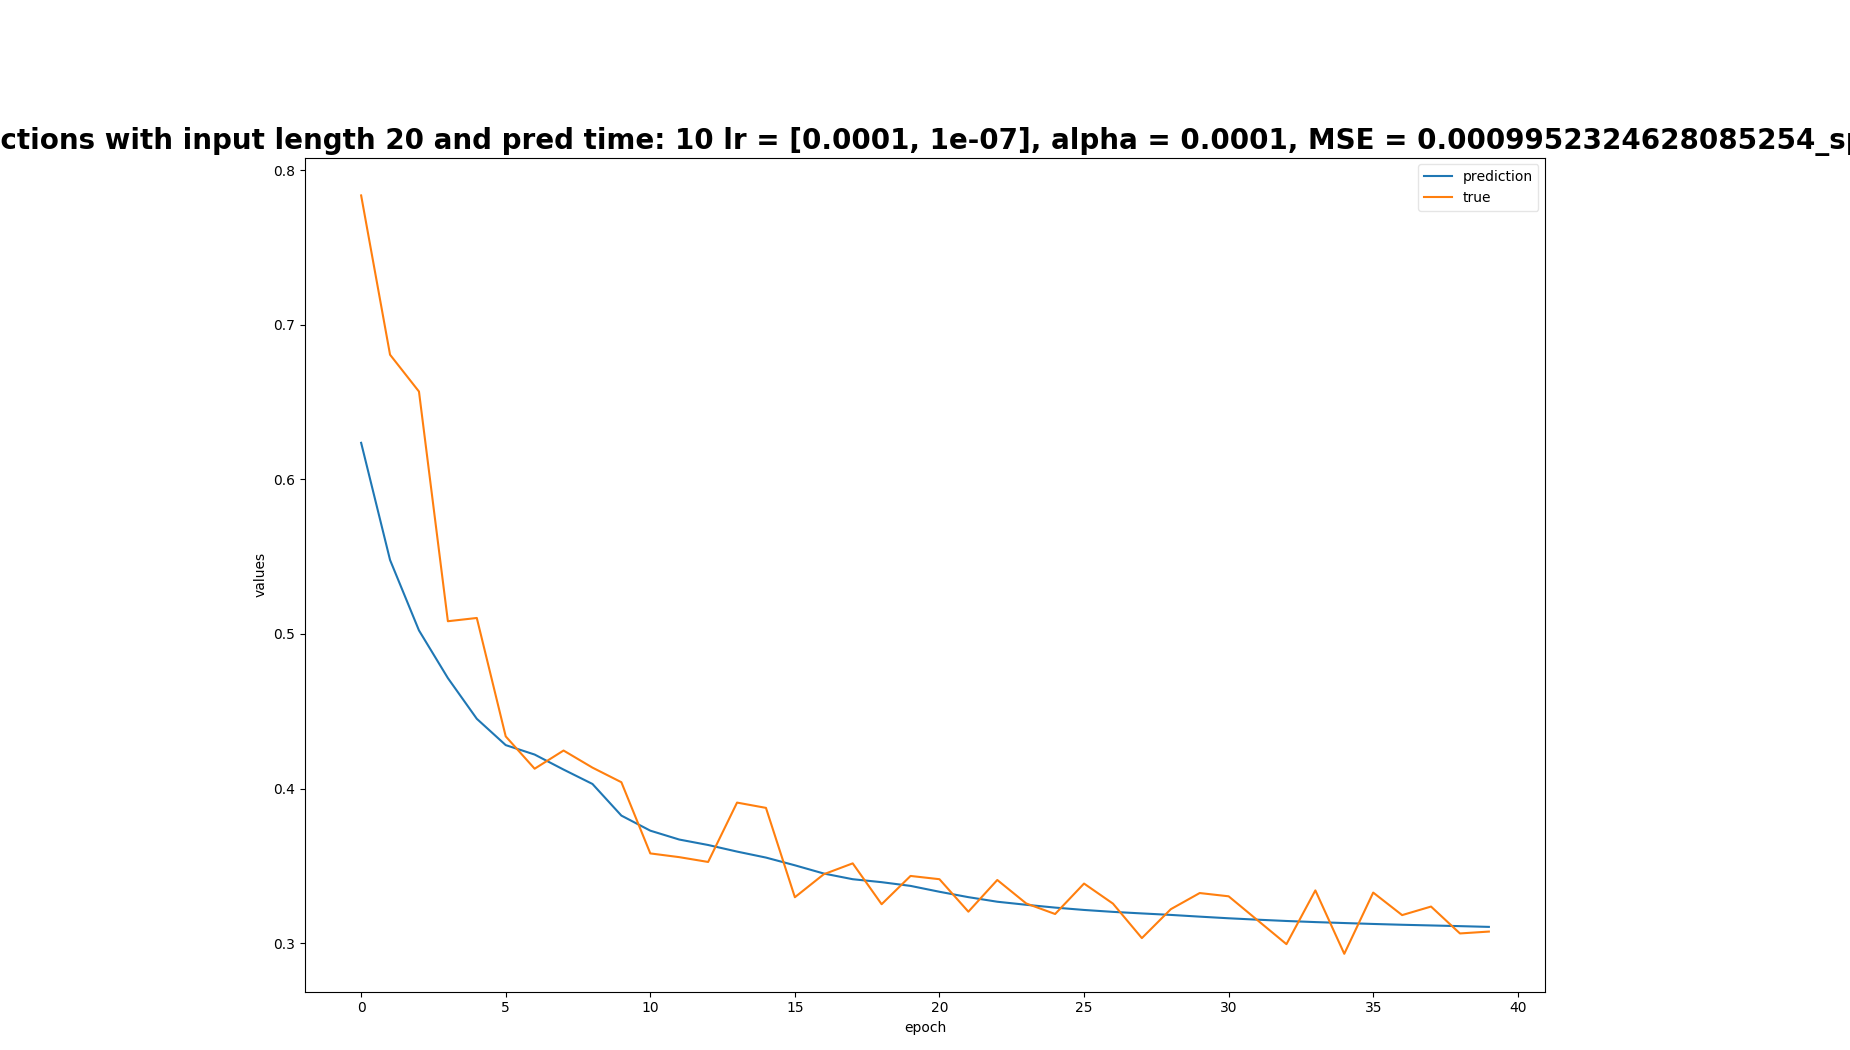 ctions with input length 20 and pred time: 10 lr = [0.0001, 1e-07], alpha = 0.0001, MSE = 0.0009952324628085254_sp
prediction
true
0.8
0.7
0.6
0.5
0.4
0.3
values
0 5 10 15 20 25 30 35 40
epoch